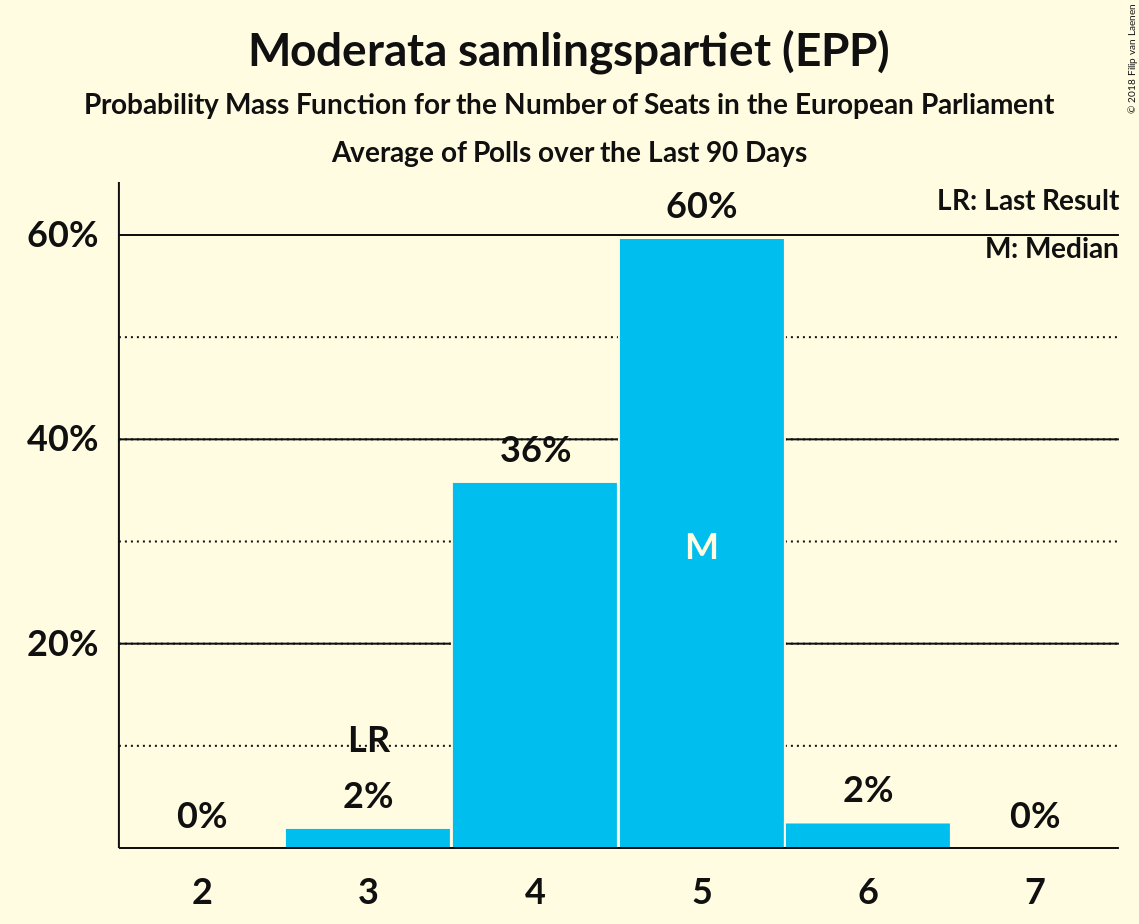 Moderata samlingspartiet (EPP)
Probability Mass Function for the Number of Seats in the European Parliament
Average of Polls over the Last 90 Days
© 2018 Filip van Laenen
LR: Last Result
M: Median
60%
40%
20%
0%
LR
2%
36%
60%
M
2%
0%
2 3 4 5 6 7